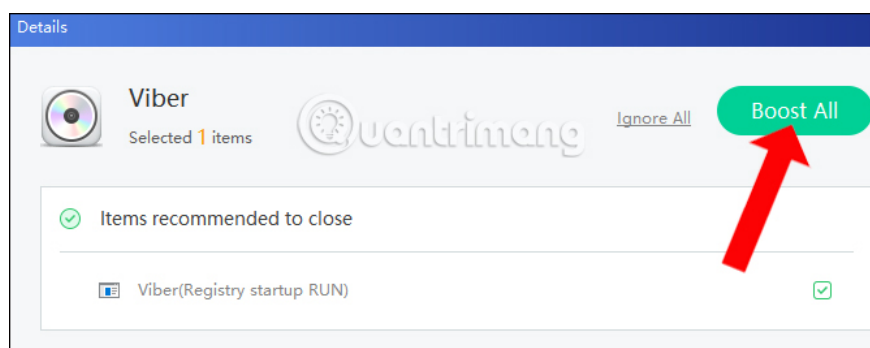 Details
Viber
Selected 1 items
Quantrimang
Ignore All
Boost All
Items recommended to close
Viber(Registry startup RUN)